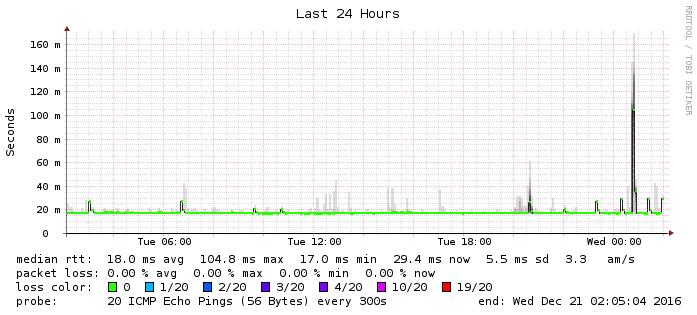 Last 24 Hours
RRDTOOL / TOBI OETIKER
Seconds
160 m
140 m
120 m
100 m
80 m
60 m
40 m
20 m
0
Tue 06:00 Tue 12:00 Tue 18:00 Wed 00:00
median rtt: 18.0 ms avg 104.8 ms max 17.0 ms min 29.4 ms now 5.5 ms sd 3.3 am/s
packet loss: 0.00 % avg 0.00 % max 0.00 % min 0.00 % now
loss color: 0 1/20 2/20 3/20 4/20 10/20 19/20
probe: 20 ICMP Echo Pings (56 Bytes) every 300s end: Wed Dec 21 02:05:04 2016